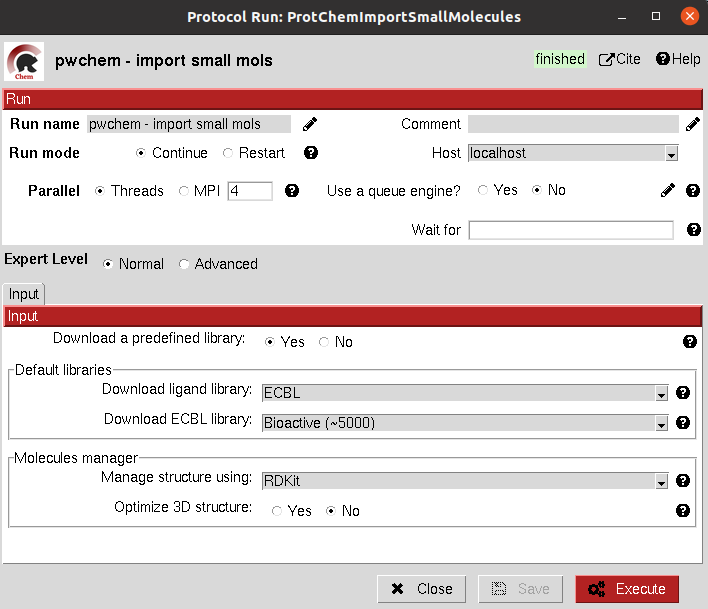 Protocol Run: ProtChemImportSmallMolecules
Chem
pwchem - import small mols
finished Cite Help
Run
Run name pwchem - import small mols Comment
Run mode Continue Restart Host localhost
Parallel Threads MPI 4 Use a queue engine? Yes No
Wait for
Expert Level Normal Advanced
Input
Input
Download a predefined library: Yes No
Default libraries
Download ligand library: ECBL
Download ECBL library: Bioactive (~5000)
Molecules manager
Manage structure using: RDKit
Optimize 3D structure: Yes No
Close Save Execute